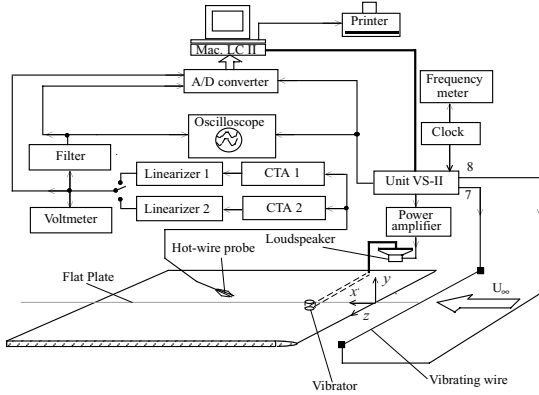 Printer
Mac. LC II
A/D converter
Frequency
meter
Oscilloscope
Clock
Filter
Linearizer 1
CTA 1
Unit VS-II
8
7
Voltmeter
Linearizer 2
CTA 2
Power
amplifier
Loudspeaker
Hot-wire probe
Flat Plate
y
x
z
U∞
Vibrator
Vibrating wire